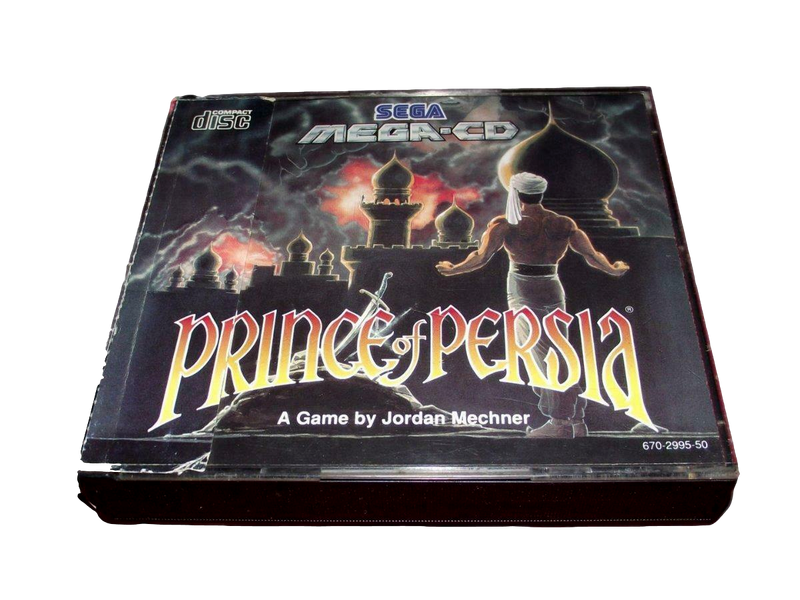 COMPACT
disc
SEGA
MEGA-CD
PRINCE of PERSIA®
A Game by Jordan Mechner
670-2995-50